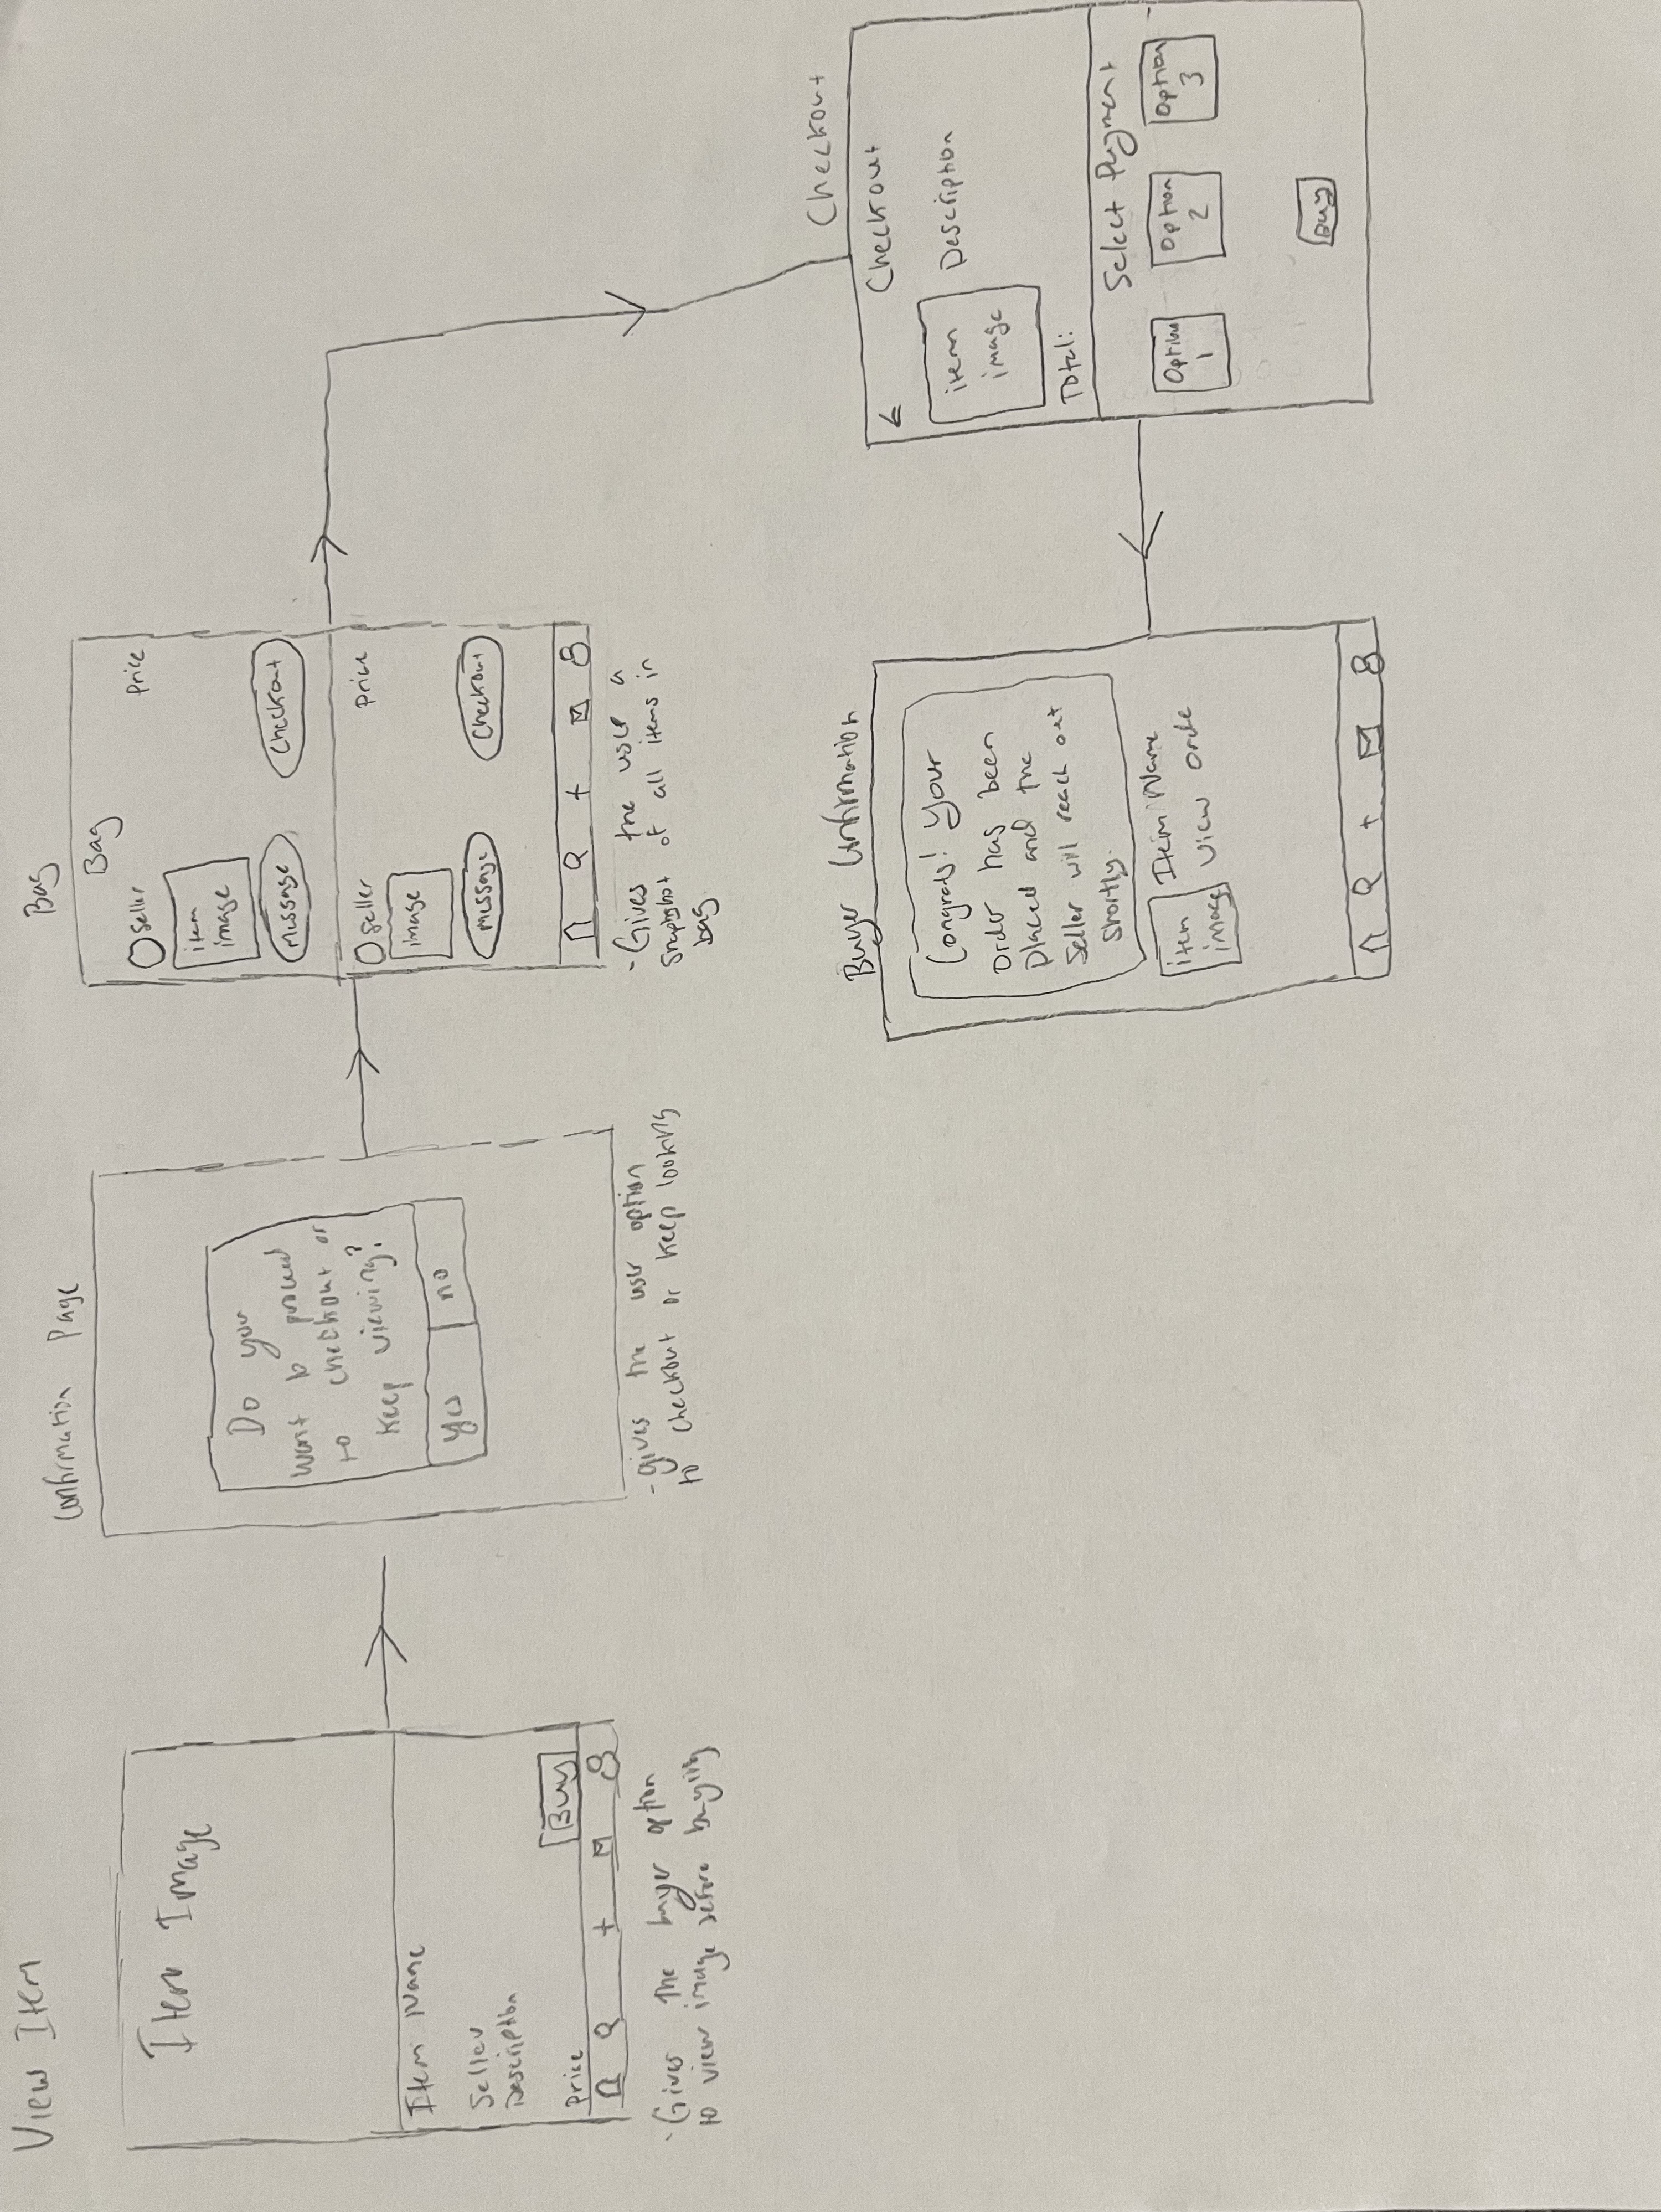 View Item
Item Image
Item Name
Seller
Description
Price
Buy
- Gives the buyer option
to view image before buying
Confirmation Page
Do you
want to proceed
to checkout or
keep viewing?
Yes
no
- gives the user option
to checkout or keep looking
Bag
Bag
Seller
Price
item
image
message
Checkout
Seller
Price
image
message
Checkout
- Gives the user a
snapshot of all items in
bag
Checkout
Checkout
item
image
Description
Total:
Select Payment
Option
1
Option
2
Option
3
Buy
Buyer Confirmation
Congrats! Your
order has been
placed and the
seller will reach out
shortly.
item
image
Item Name
View orde